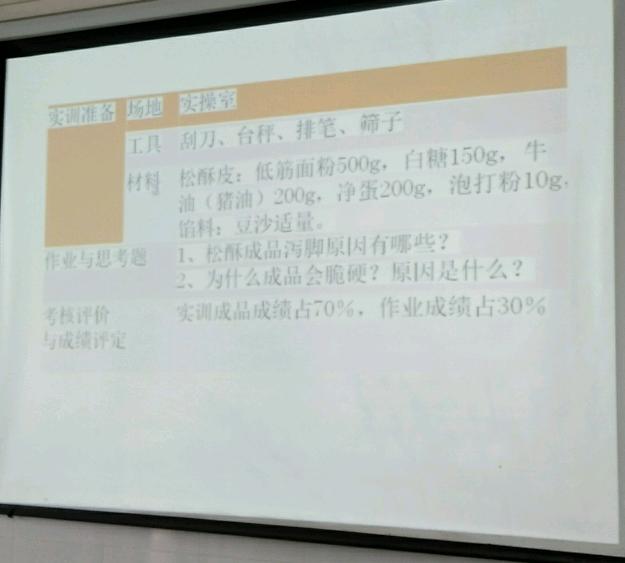 实训准备 场地 实操室
工具 刮刀、台秤、排笔、筛子
材料 松酥皮：低筋面粉500g，白糖150g，牛
油（猪油）200g，净蛋200g，泡打粉10g，
馅料：豆沙适量。
作业与思考题 1、松酥成品泻脚原因有哪些？
2、为什么成品会脆硬？原因是什么？
考核评价 实训成品成绩占70%，作业成绩占30%
与成绩评定